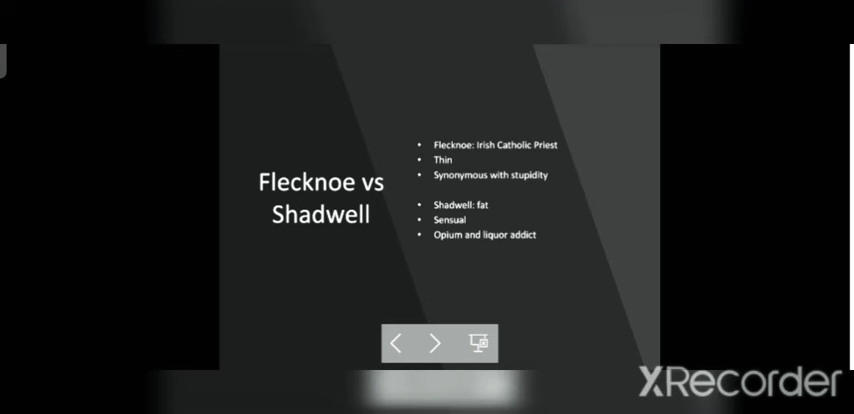 Flecknoe vs
Shadwell
• Flecknoe: Irish Catholic Priest
• Thin
• Synonymous with stupidity
• Shadwell: fat
• Sensual
• Opium and liquor addict
XRecorder